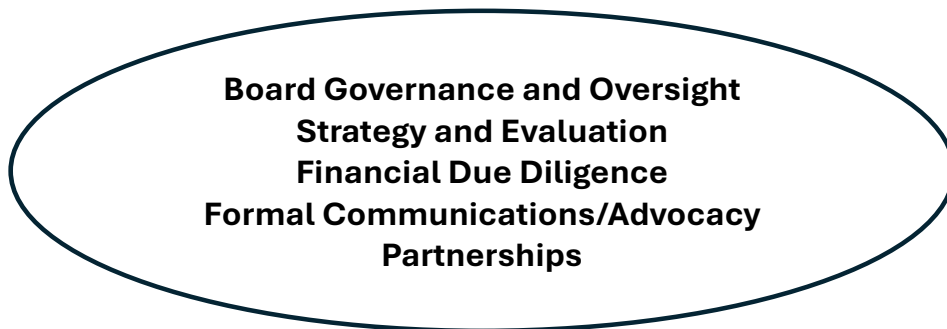 Board Governance and Oversight
Strategy and Evaluation
Financial Due Diligence
Formal Communications/Advocacy
Partnerships